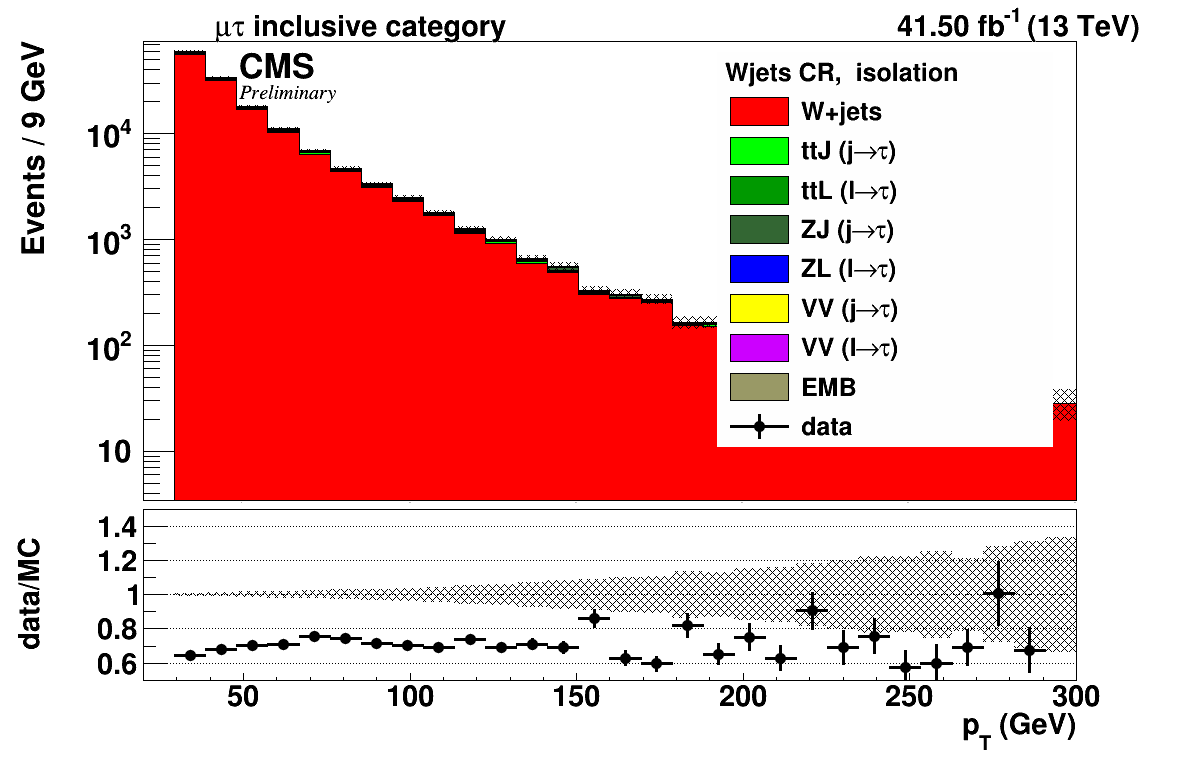 μτ inclusive category
41.50 fb⁻¹ (13 TeV)
CMS
Preliminary
Wjets CR, isolation
W+jets
ttJ (j→τ)
ttL (l→τ)
ZJ (j→τ)
ZL (l→τ)
VV (j→τ)
VV (l→τ)
EMB
data
Events / 9 GeV
10⁴
10³
10²
10
data/MC
1.4
1.2
1
0.8
0.6
50 100 150 200 250 300
p_T (GeV)